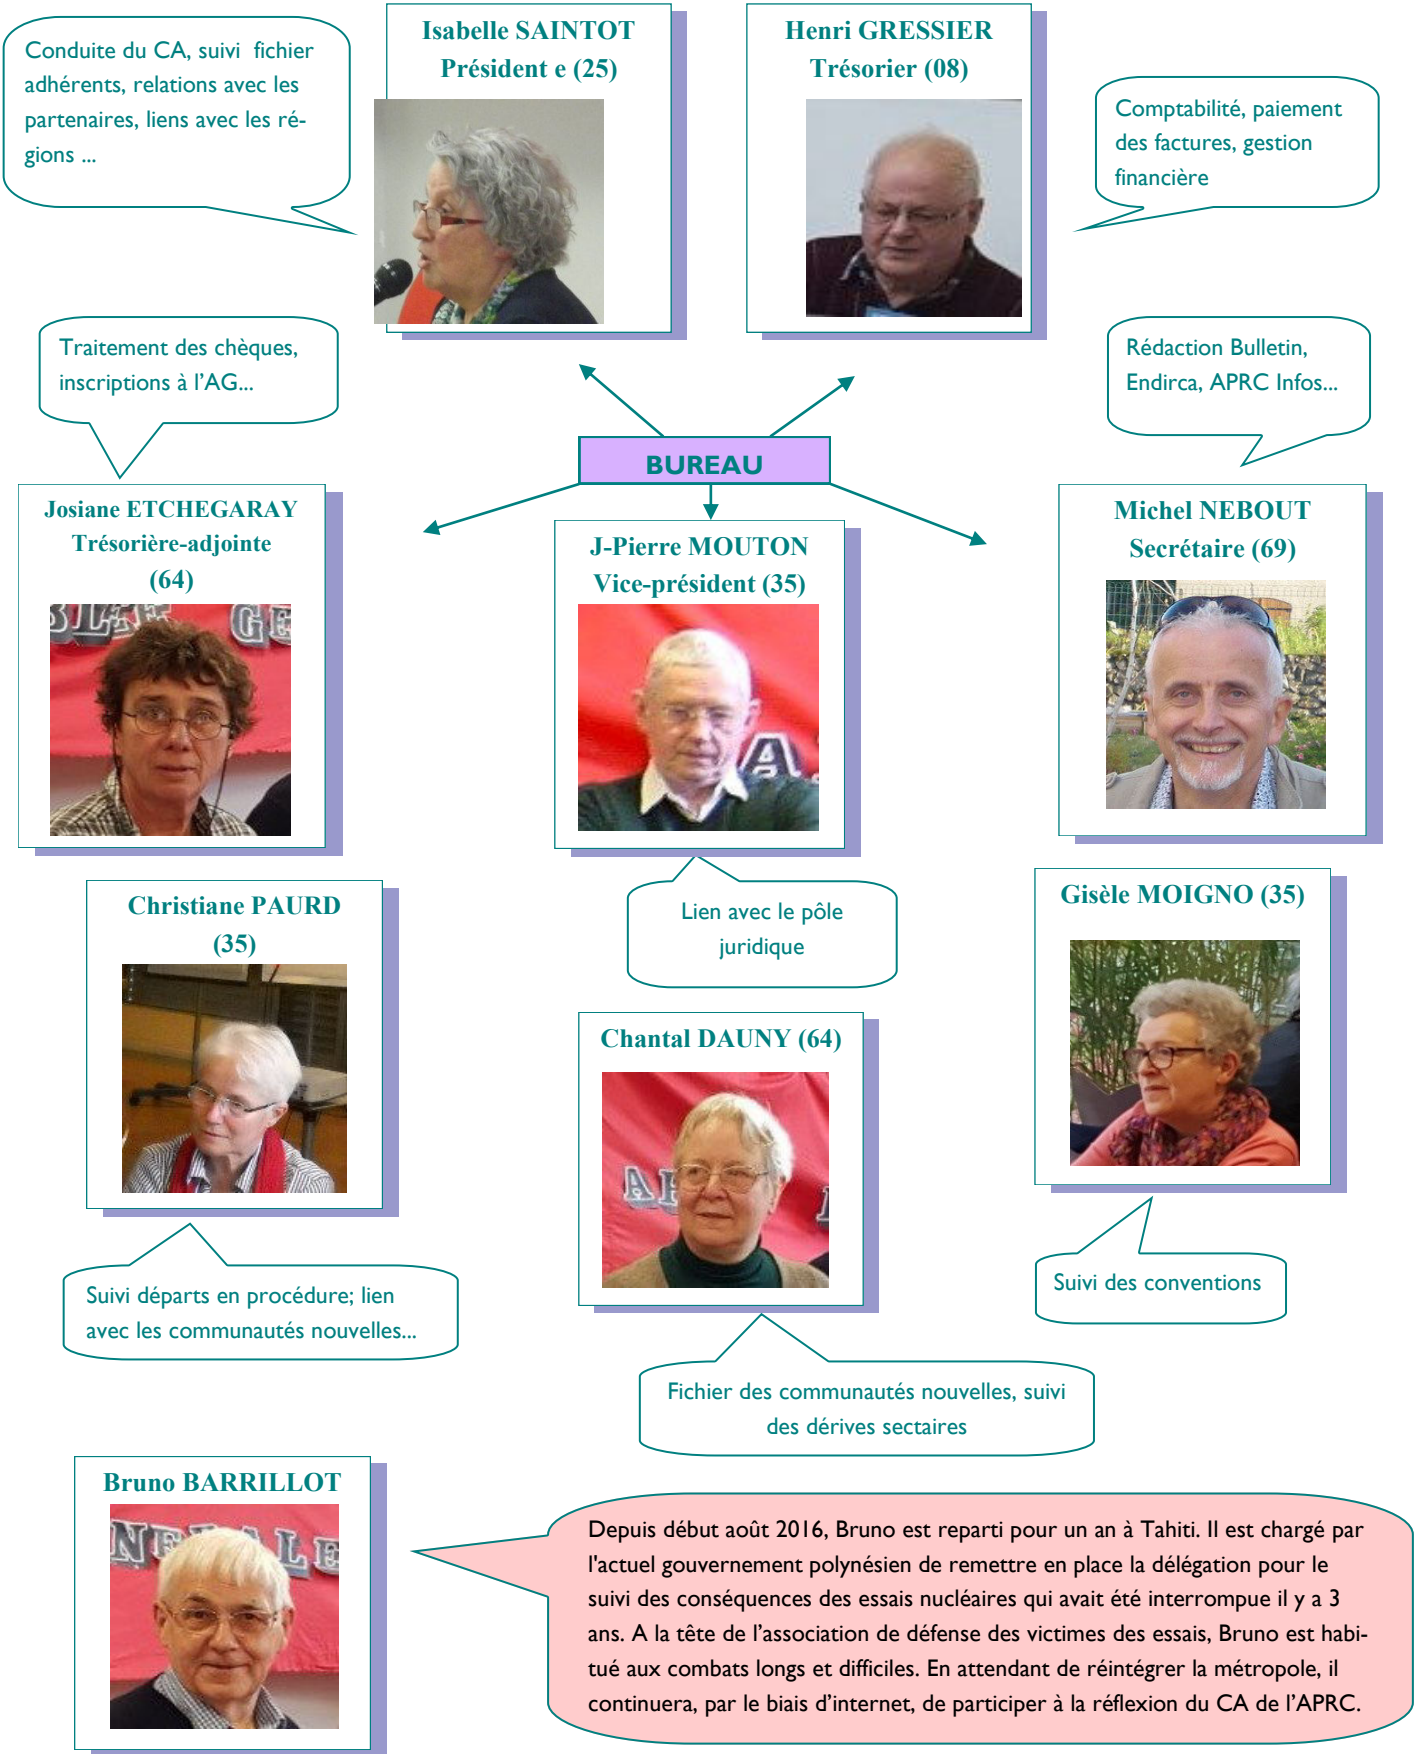 Conduite du CA, suivi fichier
adhérents, relations avec les
partenaires, liens avec les ré-
gions ...
Isabelle SAINTOT
Président e (25)
Henri GRESSIER
Trésorier (08)
Comptabilité, paiement
des factures, gestion
financière
Traitement des chèques,
inscriptions à l'AG...
Rédaction Bulletin,
Endirca, APRC Infos...
BUREAU
Josiane ETCHEGARAY
Trésorière-adjointe
(64)
BLEE GE
J-Pierre MOUTON
Vice-président (35)
A
Michel NEBOUT
Secrétaire (69)
Christiane PAURD
(35)
Lien avec le pôle
juridique
Gisèle MOIGNO (35)
Chantal DAUNY (64)
Suivi départs en procédure; lien
avec les communautés nouvelles...
Suivi des conventions
Fichier des communautés nouvelles, suivi
des dérives sectaires
Bruno BARRILLOT
NERALE
Depuis début août 2016, Bruno est reparti pour un an à Tahiti. Il est chargé par
l'actuel gouvernement polynésien de remettre en place la délégation pour le
suivi des conséquences des essais nucléaires qui avait été interrompue il y a 3
ans. A la tête de l'association de défense des victimes des essais, Bruno est habi-
tué aux combats longs et difficiles. En attendant de réintégrer la métropole, il
continuera, par le biais d'internet, de participer à la réflexion du CA de l'APRC.